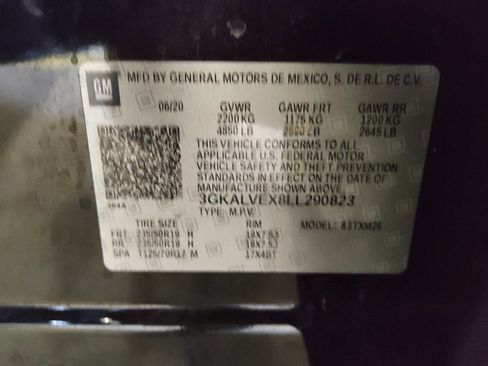 GM
MFD BY GENERAL MOTORS DE MEXICO, S. DE R.L. DE C.V.
06/20 GVWR GAWR FRT GAWR RR
2200 KG 1175 KG 1200 KG
4850 LB LB 2645 LB
THIS VEHICLE CONFORMS TO ALL
APPLICABLE U.S. FEDERAL MOTOR
VEHICLE SAFETY AND THEFT PREVENTION
STANDARDS IN EFFECT ON THE DATE OF
MANUFACTURE SHOWN ABOVE.
3GKALVEX8LL290823
TYPE: M.P.V. MODEL: 83TXM26
TIRE SIZE RIM
FRT: 235/50R19 H 19X7.5J
RR: 235/50R19 H 19X7.5J
SPA: T125/70R17 M 17X4BT